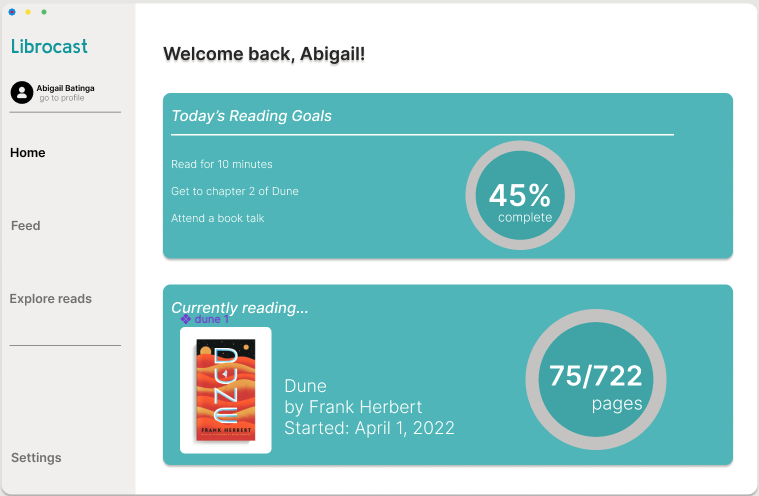 Librocast
Abigail Batinga
go to profile
Home
Feed
Explore reads
Settings
Welcome back, Abigail!
Today's Reading Goals
Read for 10 minutes
Get to chapter 2 of Dune
Attend a book talk
45%
complete
Currently reading...
dune 1
DUNE
FRANK HERBERT
Dune
by Frank Herbert
Started: April 1, 2022
75/722
pages